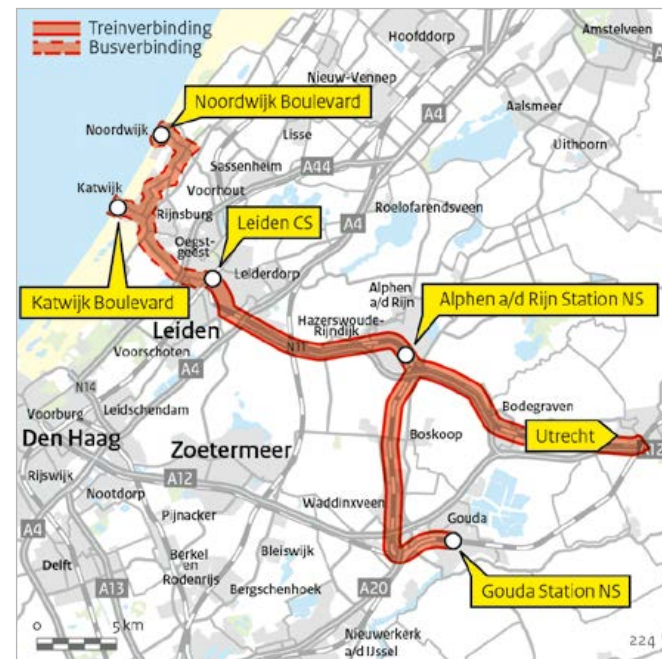 Treinverbinding
Busverbinding
Hoofddorp
Amstelveen
Nieuw-Vennep
Noordwijk Boulevard
A4
Aalsmeer
Noordwijk
Lisse
Uithoorn
Sassenheim
A44
Katwijk
Voorhout
A4
Rijnsburg
Leiden CS
Roelofarendsveen
Oegst-
geest
Leiderdorp
Katwijk Boulevard
Alphen
a/d Rijn
Alphen a/d Rijn Station NS
Leiden
Hazerswoude-
Rijndijk
N11
Voorschoten
A4
N14
Voorburg
Leidschendam
Bodegraven
Den Haag
Zoetermeer
Boskoop
Utrecht
A12
Rijswijk
A12
Nootdorp
Waddinxveen
Pijnacker
Gouda
A4
Delft
Berkel
en
Rodenrijs
Bleiswijk
A13
Bergschenhoek
A20
Gouda Station NS
0
5 km
Nieuwerkerk
a/d IJssel
224